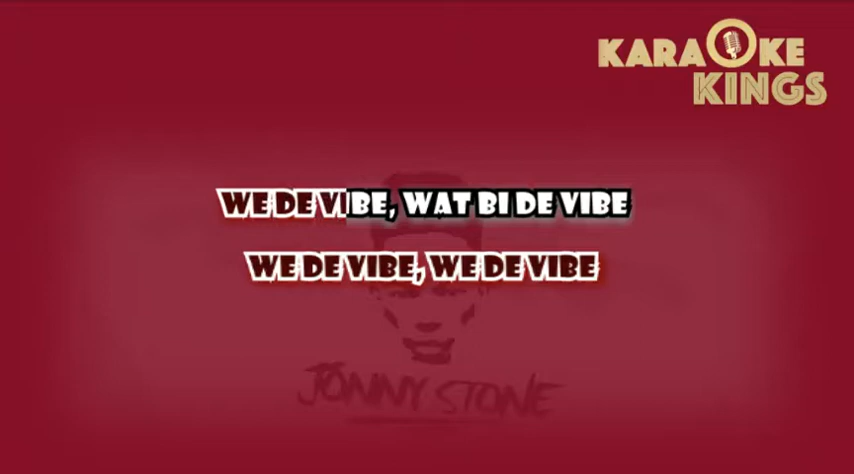 KARAOKE
KINGS
WE DE VIBE, WAT BI DE VIBE
WE DE VIBE, WE DE VIBE
JONNY STONE